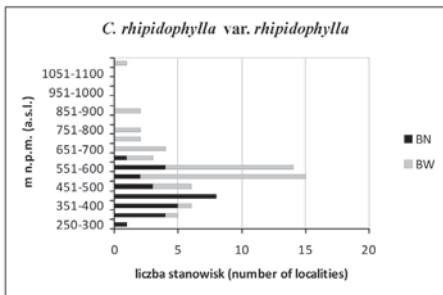 C. rhipidophylla var. rhipidophylla
m n.p.m. (a.s.l.)
1051-1100
951-1000
851-900
751-800
651-700
551-600
451-500
351-400
250-300
0 5 10 15 20
liczba stanowisk (number of localities)
BN
BW